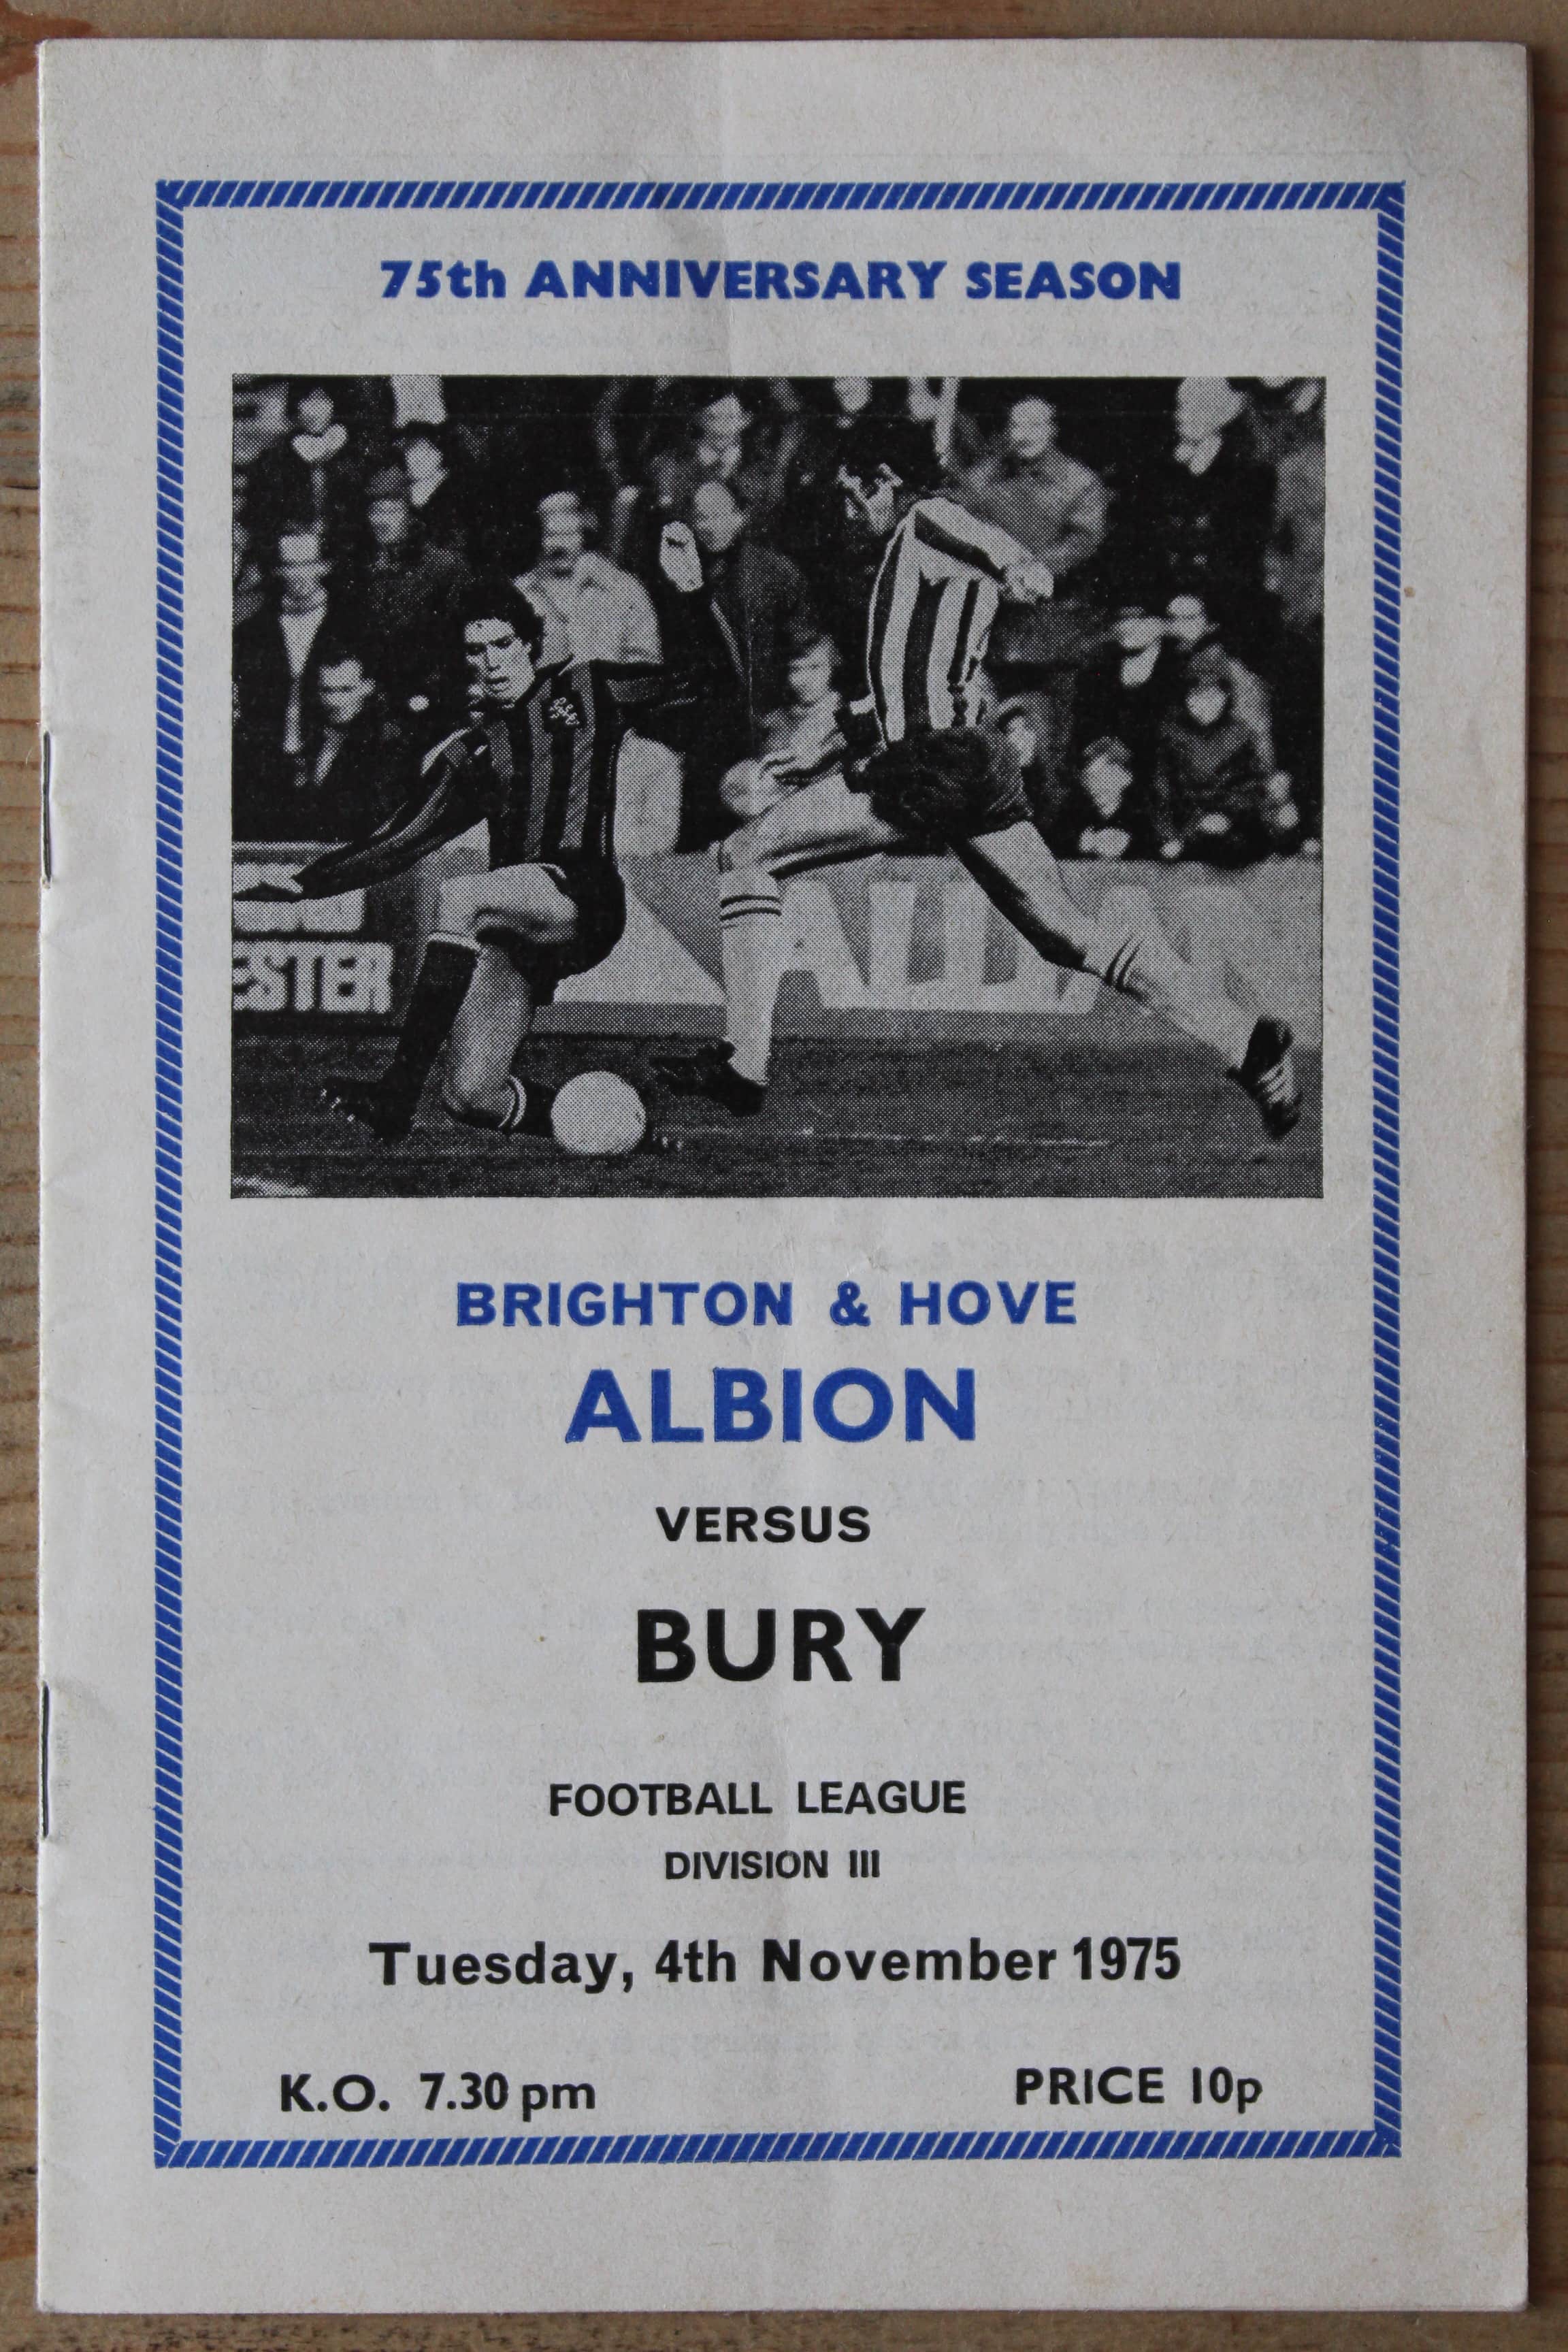 75th ANNIVERSARY SEASON
ESTER
BRIGHTON & HOVE
ALBION
VERSUS
BURY
FOOTBALL LEAGUE
DIVISION III
Tuesday, 4th November 1975
K.O. 7.30 pm PRICE 10p